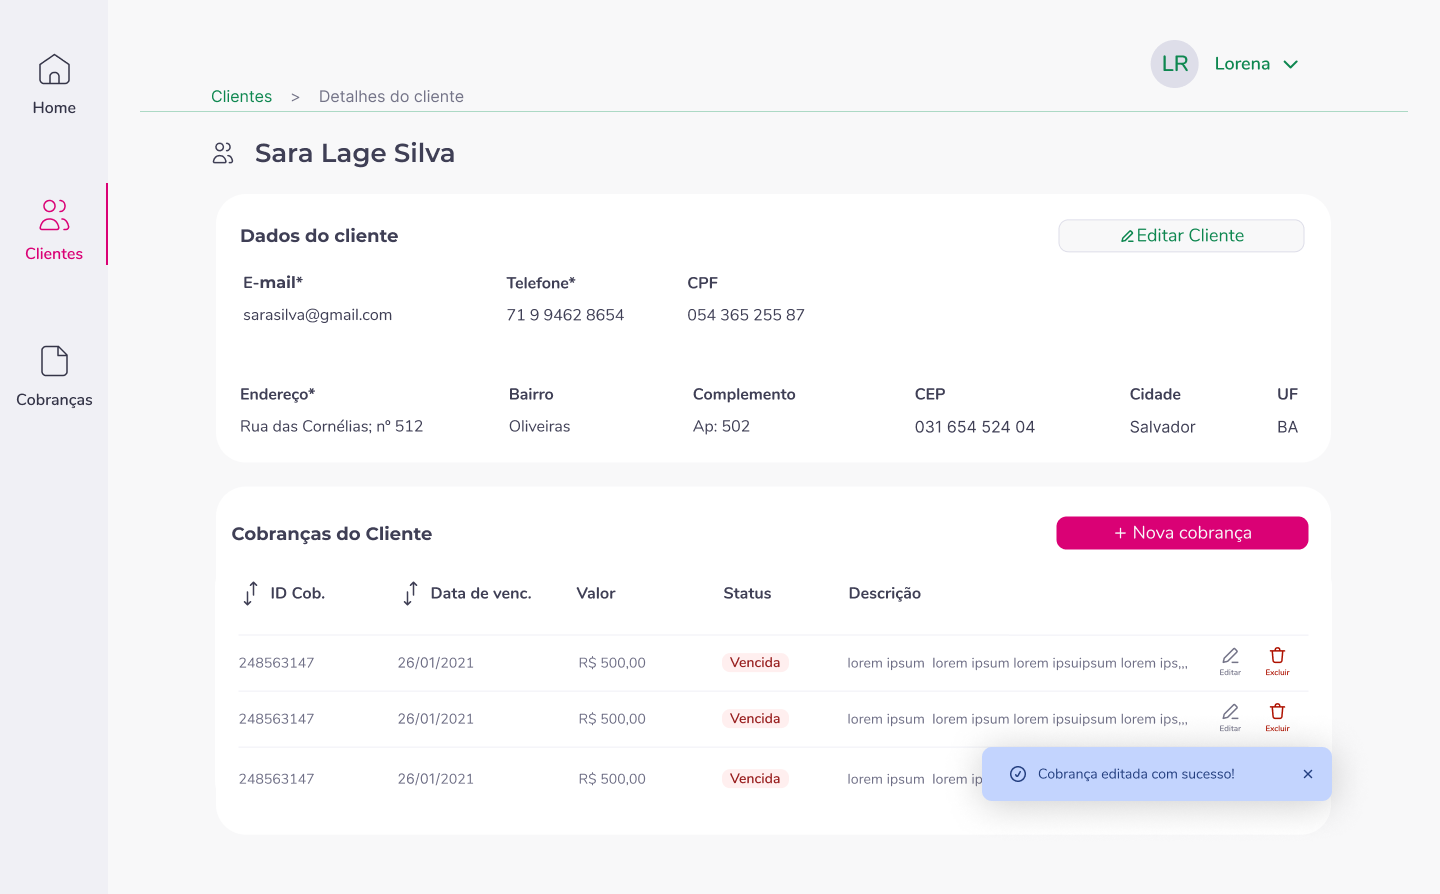 LR Lorena
Home
Clientes > Detalhes do cliente
Sara Lage Silva
Clientes
Cobranças
Dados do cliente
Editar Cliente
E-mail* Telefone* CPF
sarasilva@gmail.com 71 9 9462 8654 054 365 255 87
Endereço* Bairro Complemento CEP Cidade UF
Rua das Cornélias; nº 512 Oliveiras Ap: 502 031 654 524 04 Salvador BA
Cobranças do Cliente
+ Nova cobrança
ID Cob. Data de venc. Valor Status Descrição
248563147 26/01/2021 R$ 500,00 Vencida lorem ipsum lorem ipsum lorem ipsuipsum lorem ips,,, Editar Excluir
248563147 26/01/2021 R$ 500,00 Vencida lorem ipsum lorem ipsum lorem ipsuipsum lorem ips,,, Editar Excluir
248563147 26/01/2021 R$ 500,00 Vencida lorem ipsum lorem ip
Cobrança editada com sucesso!